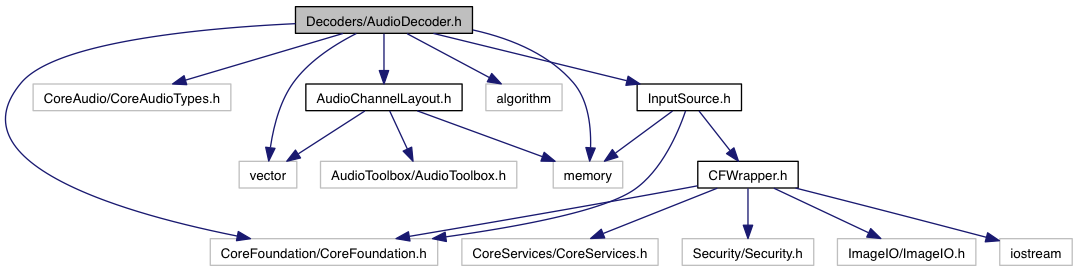 Decoders/AudioDecoder.h
CoreAudio/CoreAudioTypes.h
AudioChannelLayout.h
algorithm
InputSource.h
vector
AudioToolbox/AudioToolbox.h
memory
CFWrapper.h
CoreFoundation/CoreFoundation.h
CoreServices/CoreServices.h
Security/Security.h
ImageIO/ImageIO.h
iostream